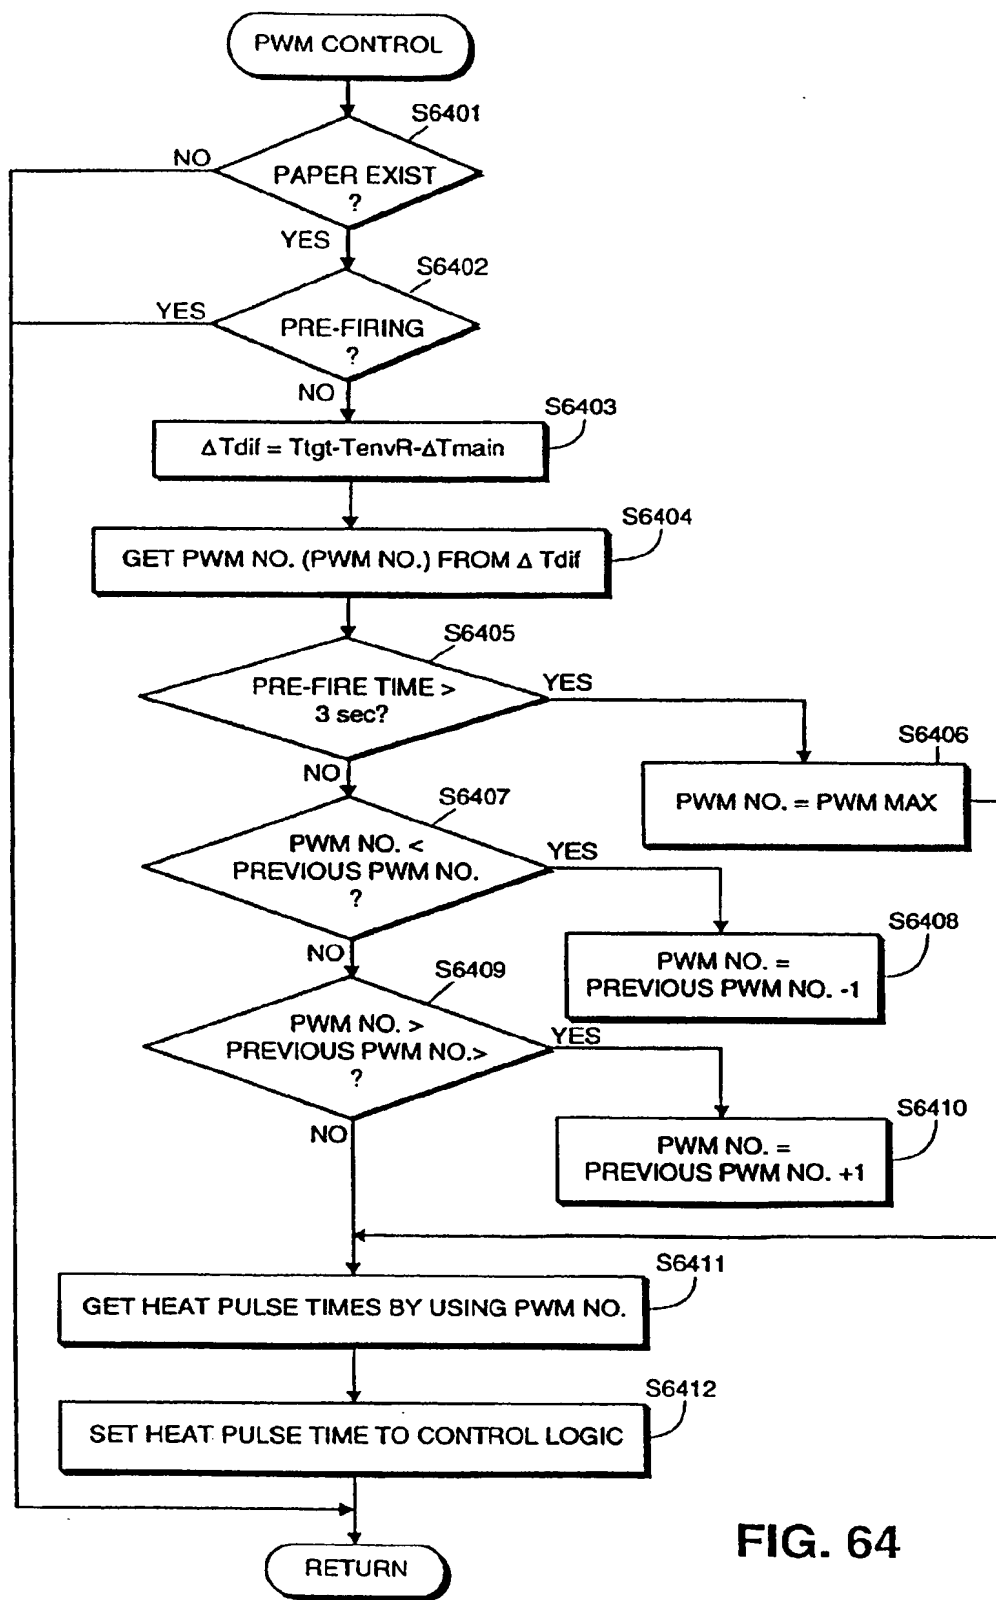 PWM CONTROL
S6401
NO
PAPER EXIST
?
YES
S6402
YES
PRE-FIRING
?
NO
S6403
Δ Tdif = Ttgt-TenvR-ΔTmain
S6404
GET PWM NO. (PWM NO.) FROM Δ Tdif
S6405
PRE-FIRE TIME >
3 sec?
YES
NO
S6406
PWM NO. = PWM MAX
S6407
PWM NO. <
PREVIOUS PWM NO.
?
YES
NO
S6408
PWM NO. =
PREVIOUS PWM NO. -1
S6409
PWM NO. >
PREVIOUS PWM NO.>
?
YES
NO
S6410
PWM NO. =
PREVIOUS PWM NO. +1
S6411
GET HEAT PULSE TIMES BY USING PWM NO.
S6412
SET HEAT PULSE TIME TO CONTROL LOGIC
RETURN
FIG. 64